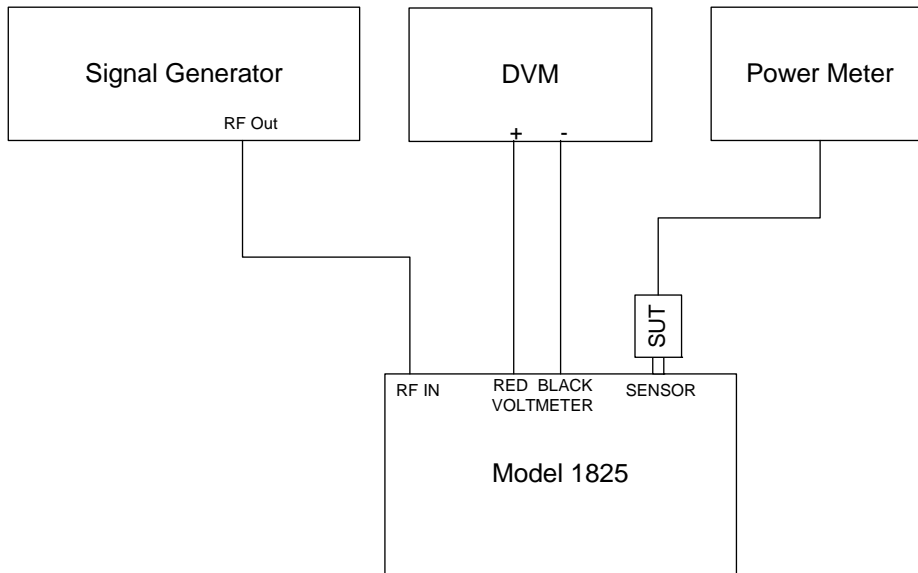 Signal Generator
DVM
Power Meter
RF Out
+ -
SUT
RF IN
RED BLACK
VOLTMETER
SENSOR
Model 1825